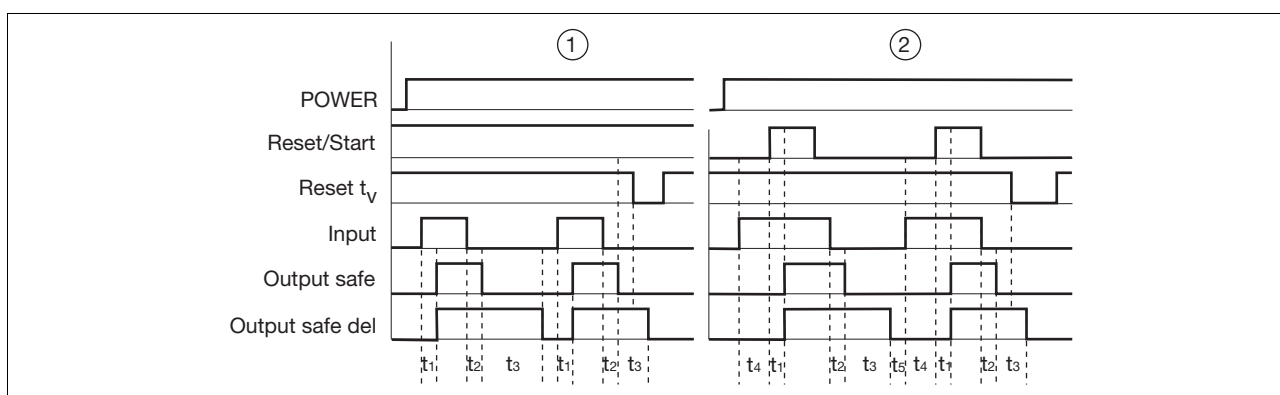 ① ②
POWER
Reset/Start
Reset tV
Input
Output safe
Output safe del
t1 t2 t3 t1 t2 t3 t4 t1 t2 t3 t5 t4 t1 t2 t3